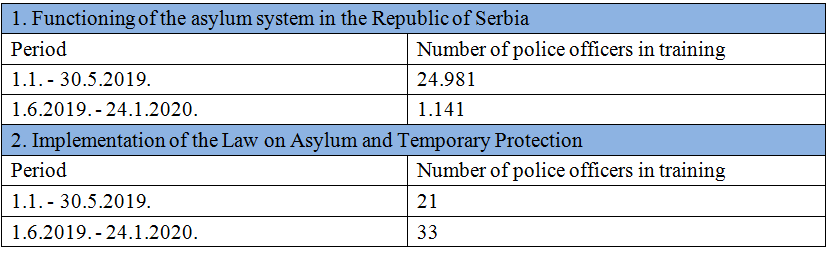 1. Functioning of the asylum system in the Republic of Serbia
Period Number of police officers in training
1.1. - 30.5.2019. 24.981
1.6.2019. - 24.1.2020. 1.141
2. Implementation of the Law on Asylum and Temporary Protection
Period Number of police officers in training
1.1. - 30.5.2019. 21
1.6.2019. - 24.1.2020. 33